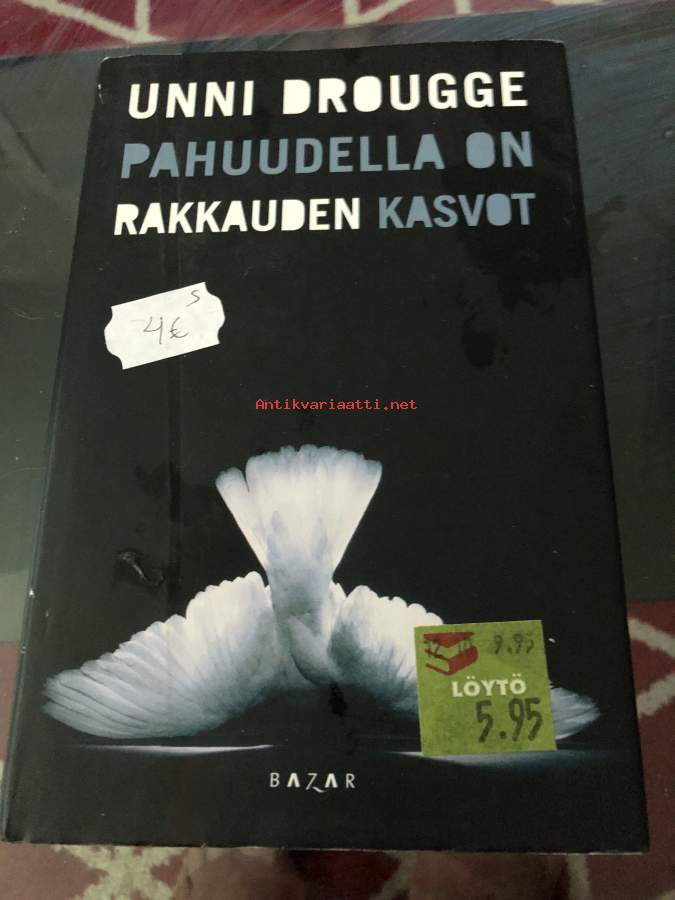 UNNI DROUGGE
PAHUUDELLA ON
RAKKAUDEN KASVOT
s
4€
Antikvariaatti.net
9.95
LÖYTÖ
5.95
BAZAR